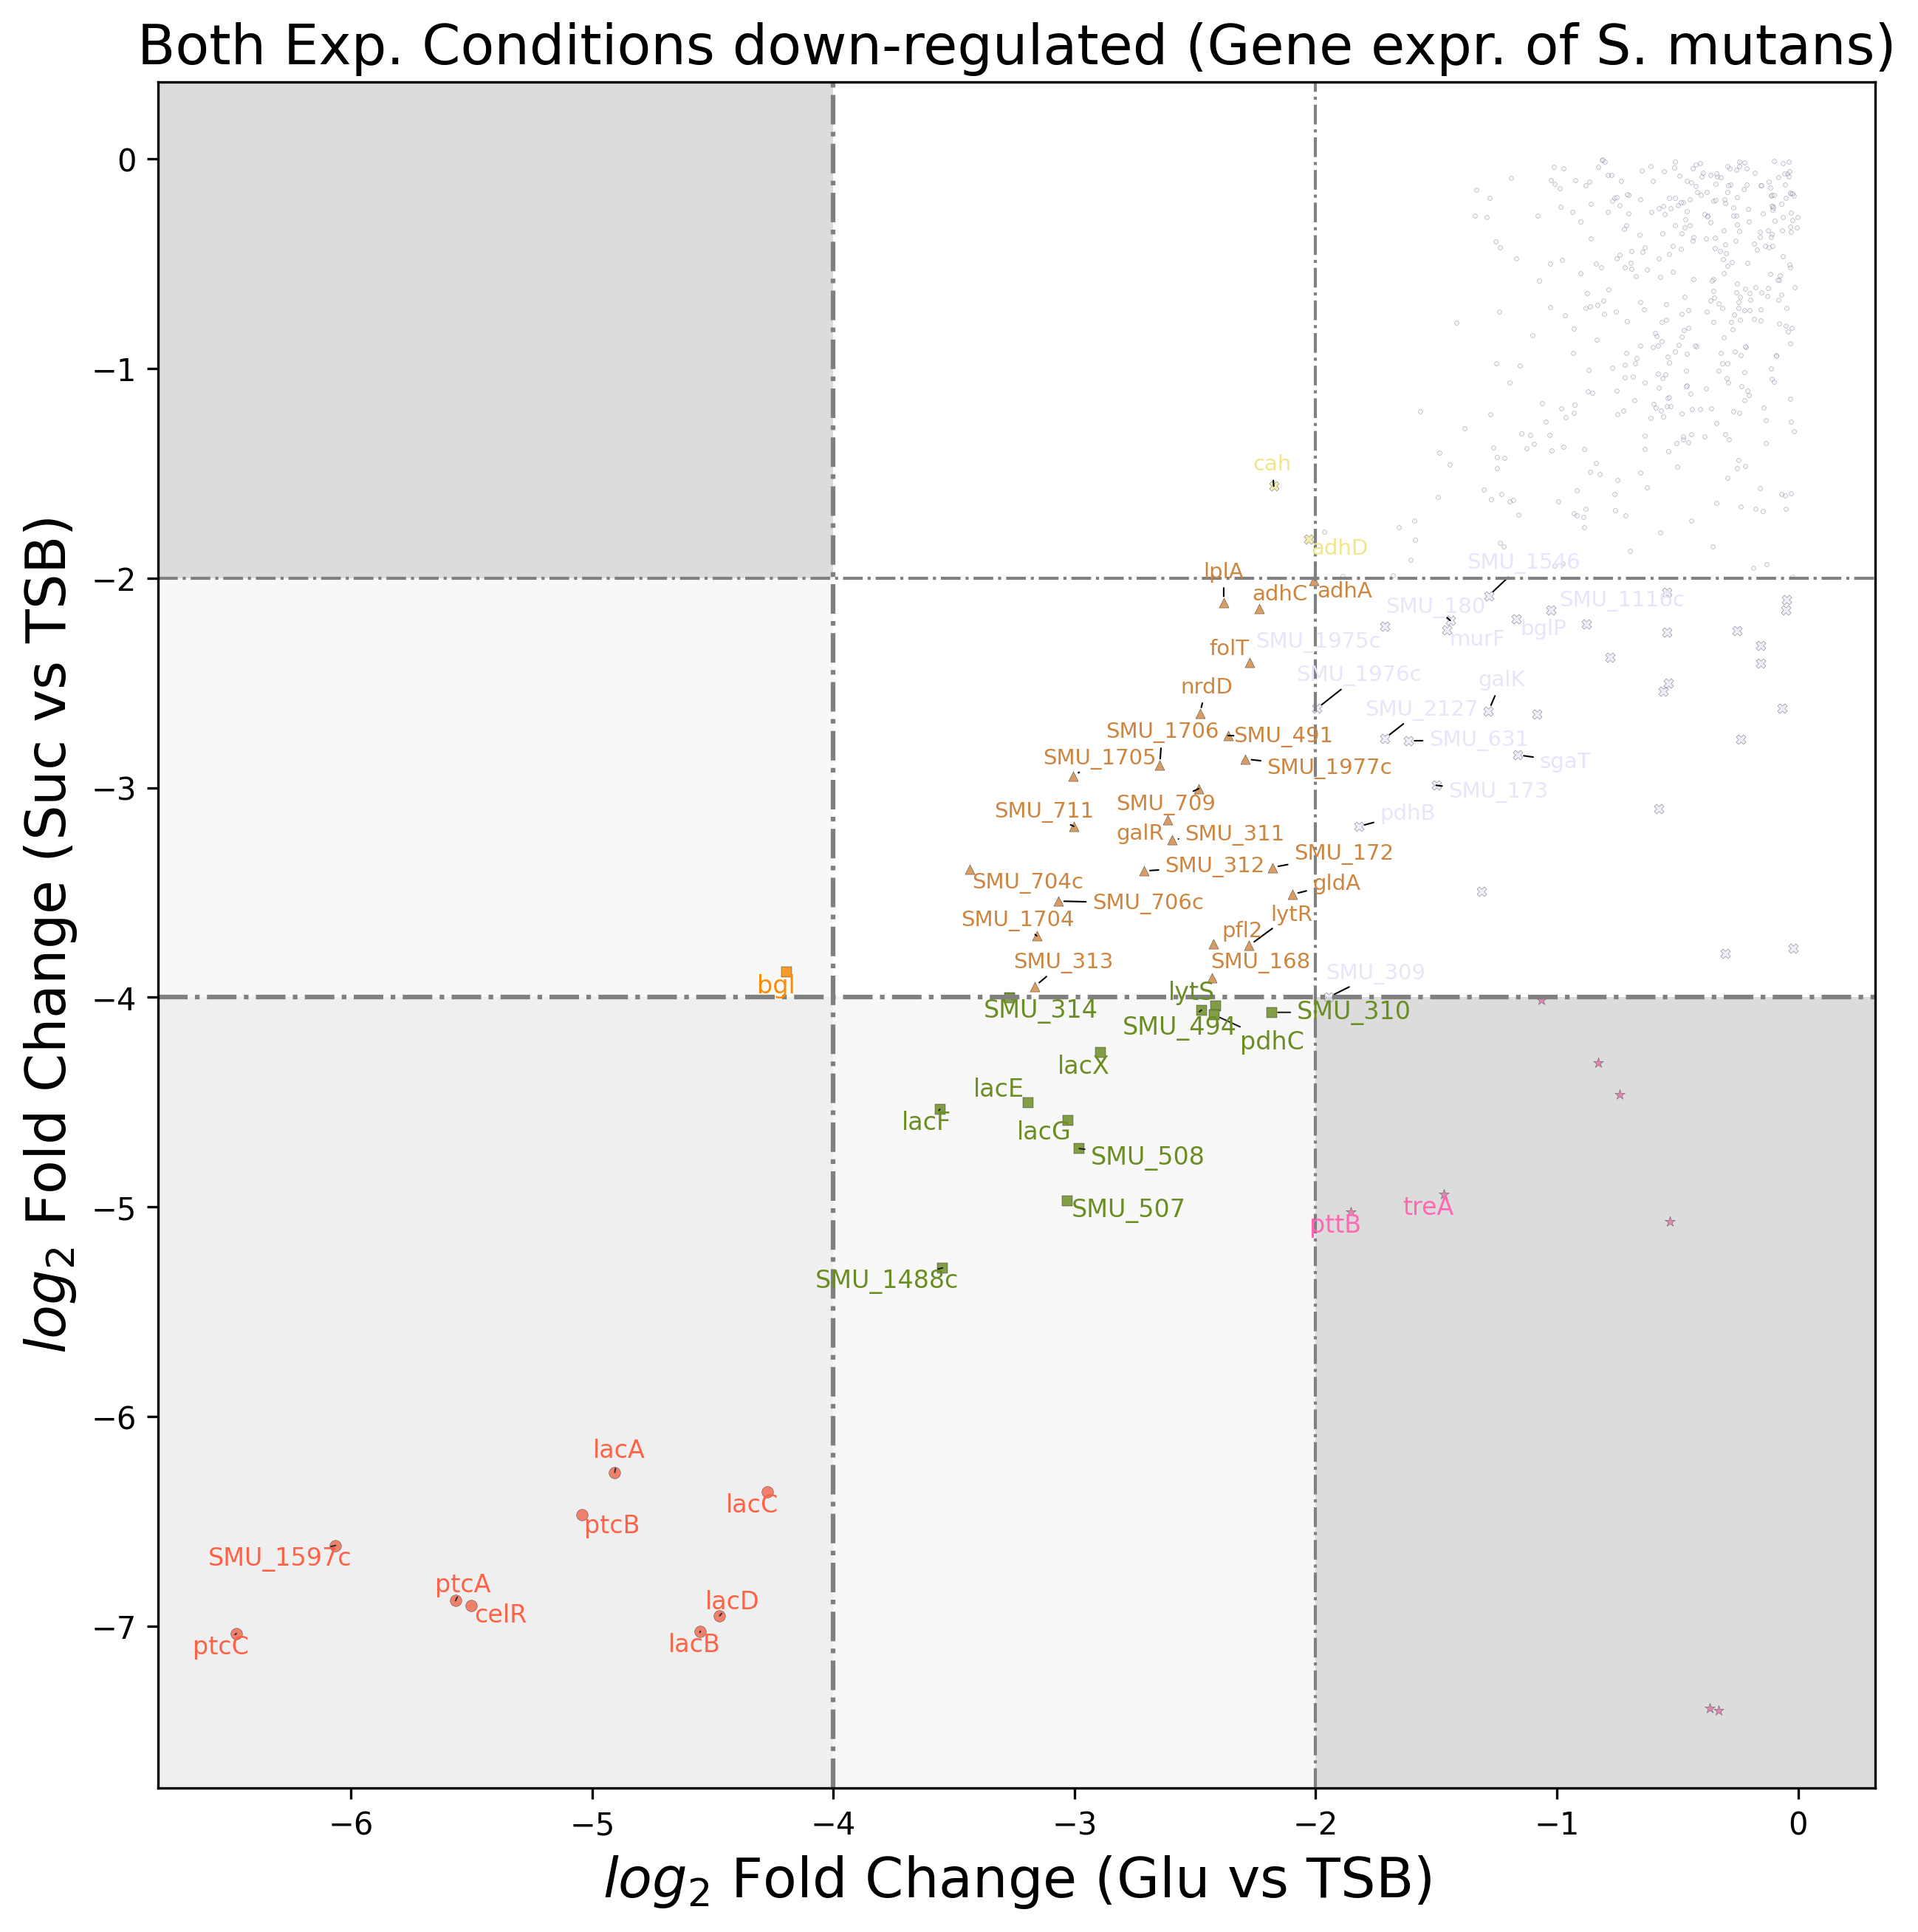 Both Exp. Conditions down-regulated (Gene expr. of S. mutans)
log2 Fold Change (Suc vs TSB)
0
−1
−2
−3
−4
−5
−6
−7
cah
adhD
SMU_1546
lplA
adhC
adhA
SMU_180
SMU_1116c
murF
bglP
folT
SMU_1975c
nrdD
SMU_1976c
galK
SMU_1706
SMU_491
SMU_2127
SMU_631
SMU_1705
SMU_1977c
sgaT
SMU_709
SMU_173
SMU_711
pdhB
galR
SMU_311
SMU_312
SMU_172
SMU_704c
gldA
SMU_706c
SMU_1704
lytR
pfl2
SMU_313
SMU_168
SMU_309
bgl
lytS
SMU_314
SMU_310
SMU_494
pdhC
lacX
lacE
lacF
lacG
SMU_508
SMU_507
treA
pttB
SMU_1488c
lacA
lacC
ptcB
SMU_1597c
ptcA
lacD
celR
ptcC
lacB
−6
−5
−4
−3
−2
−1
0
log2 Fold Change (Glu vs TSB)